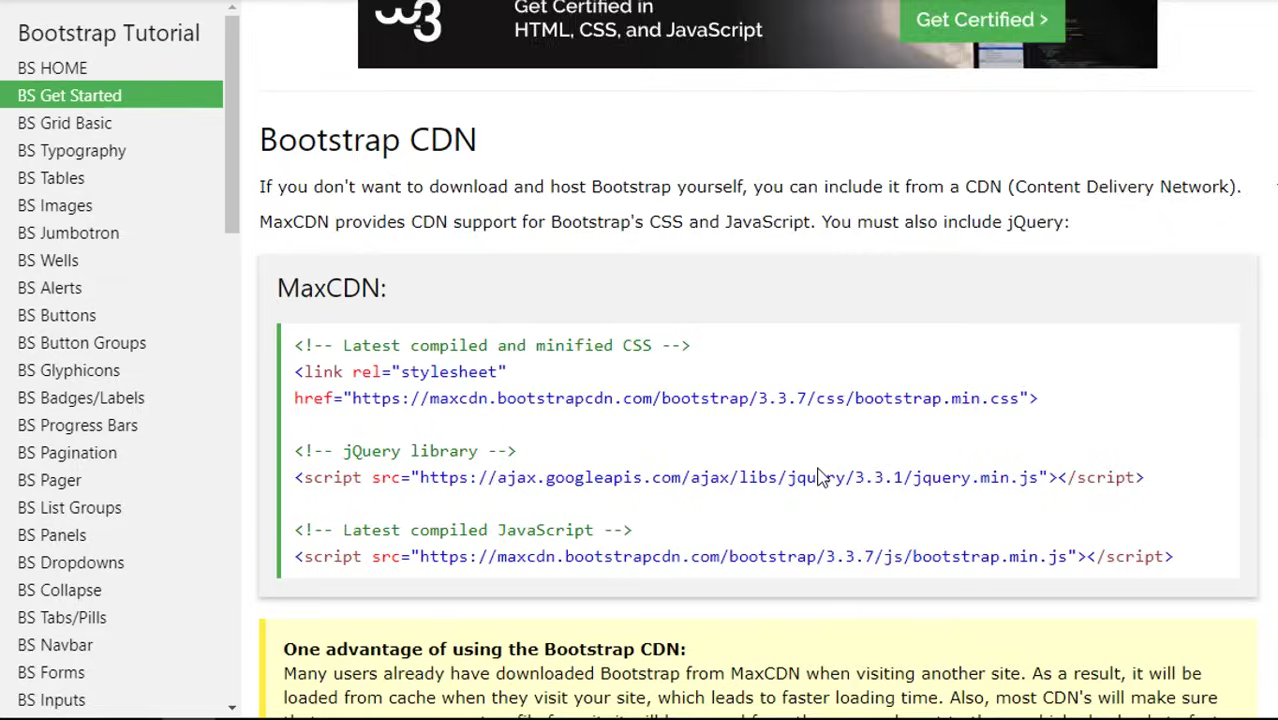 Bootstrap Tutorial
BS HOME
BS Get Started
BS Grid Basic
BS Typography
BS Tables
BS Images
BS Jumbotron
BS Wells
BS Alerts
BS Buttons
BS Button Groups
BS Glyphicons
BS Badges/Labels
BS Progress Bars
BS Pagination
BS Pager
BS List Groups
BS Panels
BS Dropdowns
BS Collapse
BS Tabs/Pills
BS Navbar
BS Forms
BS Inputs
w3
Get Certified in
HTML, CSS, and JavaScript
Get Certified >
Bootstrap CDN
If you don't want to download and host Bootstrap yourself, you can include it from a CDN (Content Delivery Network).
MaxCDN provides CDN support for Bootstrap's CSS and JavaScript. You must also include jQuery:
MaxCDN:
<!-- Latest compiled and minified CSS -->
<link rel="stylesheet"
href="https://maxcdn.bootstrapcdn.com/bootstrap/3.3.7/css/bootstrap.min.css">
<!-- jQuery library -->
<script src="https://ajax.googleapis.com/ajax/libs/jquery/3.3.1/jquery.min.js"></script>
<!-- Latest compiled JavaScript -->
<script src="https://maxcdn.bootstrapcdn.com/bootstrap/3.3.7/js/bootstrap.min.js"></script>
One advantage of using the Bootstrap CDN:
Many users already have downloaded Bootstrap from MaxCDN when visiting another site. As a result, it will be
loaded from cache when they visit your site, which leads to faster loading time. Also, most CDN's will make sure